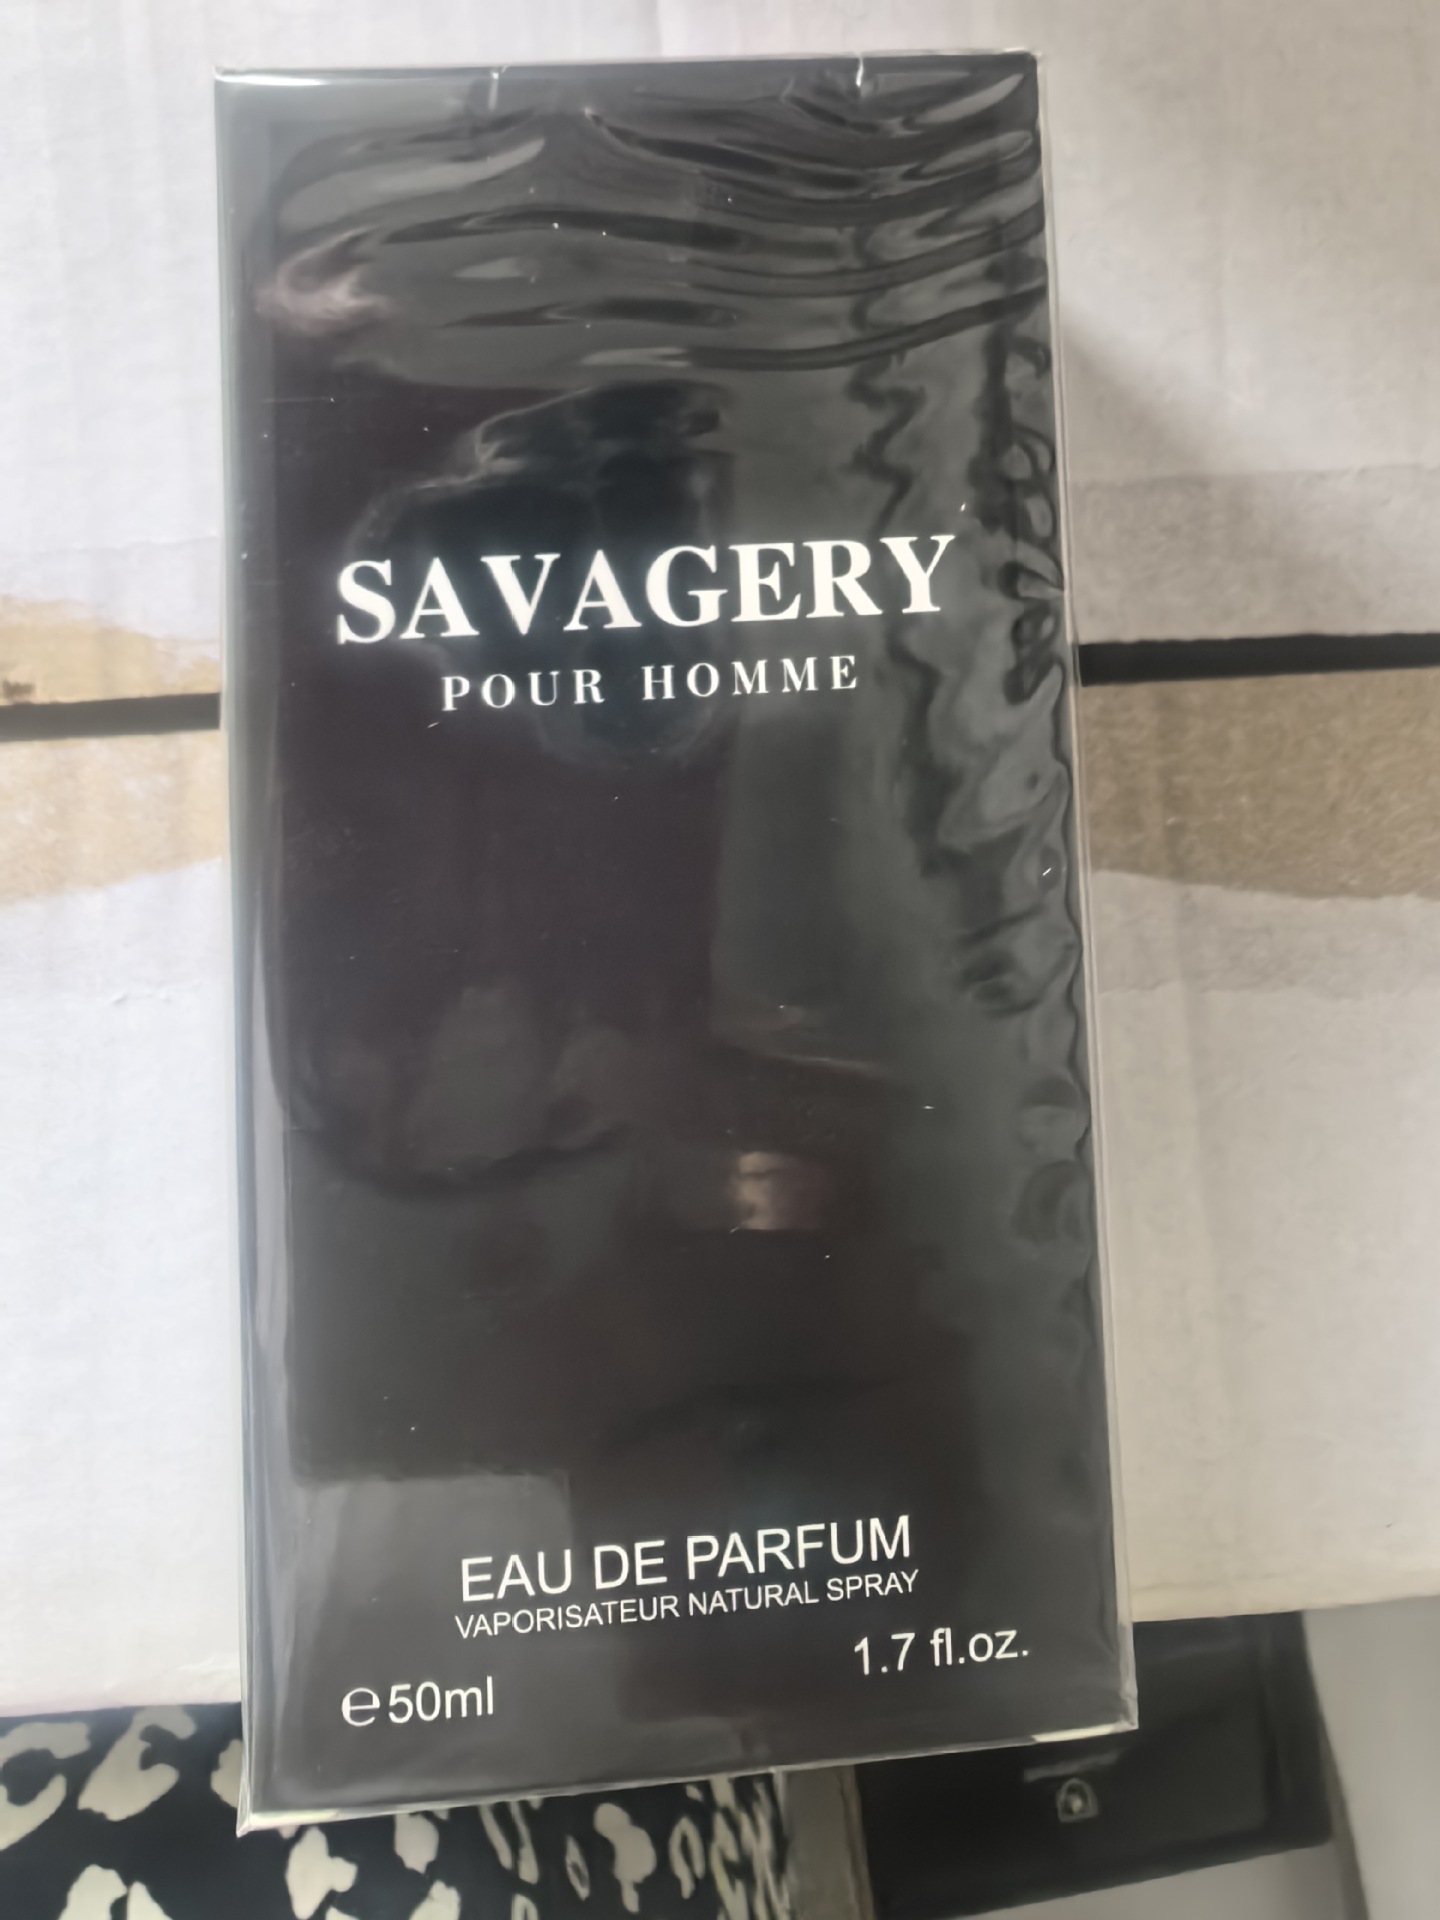 SAVAGERY
POUR HOMME
EAU DE PARFUM
VAPORISATEUR NATURAL SPRAY
1.7 fl.oz.
℮50ml